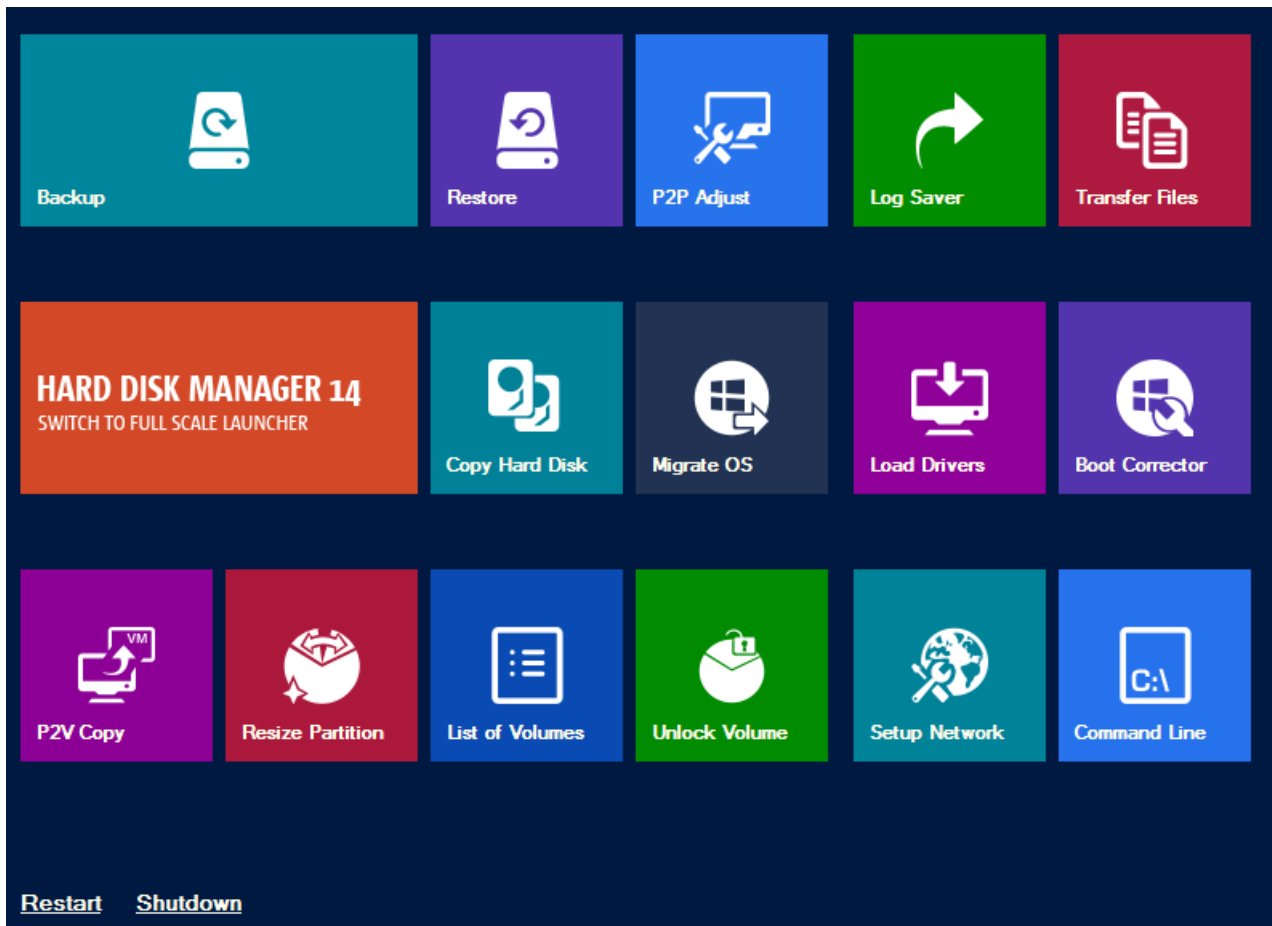 Backup
Restore
P2P Adjust
Log Saver
Transfer Files
HARD DISK MANAGER 14
SWITCH TO FULL SCALE LAUNCHER
Copy Hard Disk
Migrate OS
Load Drivers
Boot Corrector
VM
P2V Copy
Resize Partition
List of Volumes
Unlock Volume
Setup Network
C:\
Command Line
Restart
Shutdown